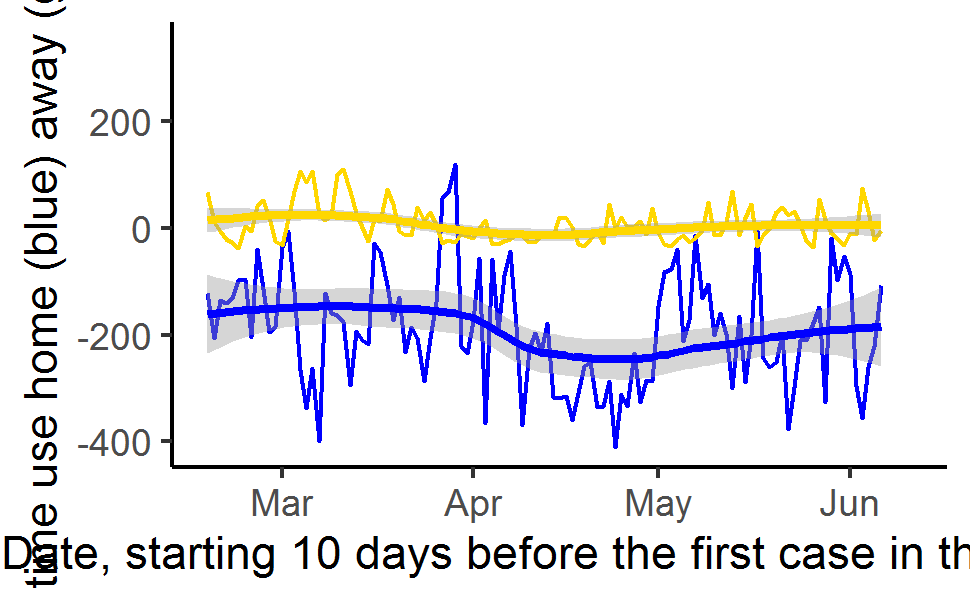 time use home (blue) away (
200
0
-200
-400
Mar Apr May Jun
Date, starting 10 days before the first case in th